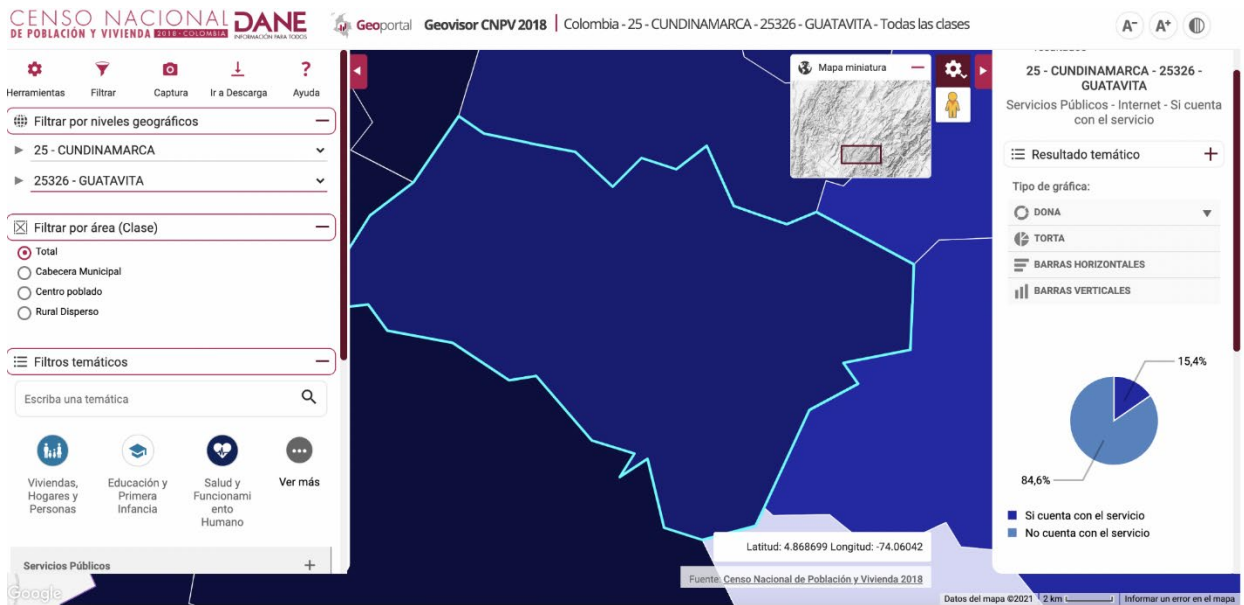 CENSO NACIONAL DANE
DE POBLACIÓN Y VIVIENDA 2018-COLOMBIA INFORMACIÓN PARA TODOS
Geoportal Geovisor CNPV 2018 | Colombia - 25 - CUNDINAMARCA - 25326 - GUATAVITA - Todas las clases
A- A+
Herramientas Filtrar Captura Ir a Descarga Ayuda
Filtrar por niveles geográficos
25 - CUNDINAMARCA
25326 - GUATAVITA
Filtrar por área (Clase)
Total
Cabecera Municipal
Centro poblado
Rural Disperso
Filtros temáticos
Escriba una temática
Viviendas,
Hogares y
Personas
Educación y
Primera
Infancia
Salud y
Funcionami
ento
Humano
Ver más
Servicios Públicos
Google
Mapa miniatura
Latitud: 4.868699 Longitud: -74.06042
Fuente: Censo Nacional de Población y Vivienda 2018
Datos del mapa ©2021 2 km Informar un error en el mapa
25 - CUNDINAMARCA - 25326 -
GUATAVITA
Servicios Públicos - Internet - Si cuenta
con el servicio
Resultado temático
Tipo de gráfica:
DONA
TORTA
BARRAS HORIZONTALES
BARRAS VERTICALES
15,4%
84,6%
Si cuenta con el servicio
No cuenta con el servicio